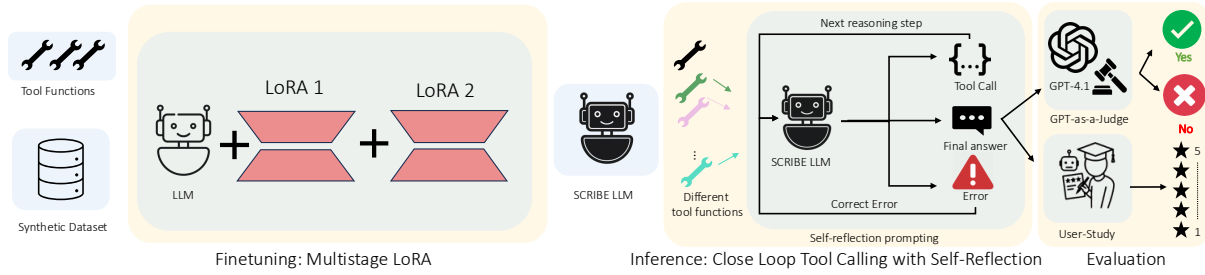 Tool Functions
Synthetic Dataset
LLM
LoRA 1
LoRA 2
Finetuning: Multistage LoRA
SCRIBE LLM
Different
tool functions
Next reasoning step
SCRIBE LLM
{...}
Tool Call
Final answer
Error
Correct Error
Self-reflection prompting
Inference: Close Loop Tool Calling with Self-Reflection
GPT-4.1
GPT-as-a-Judge
Yes
No
User-Study
5
1
Evaluation